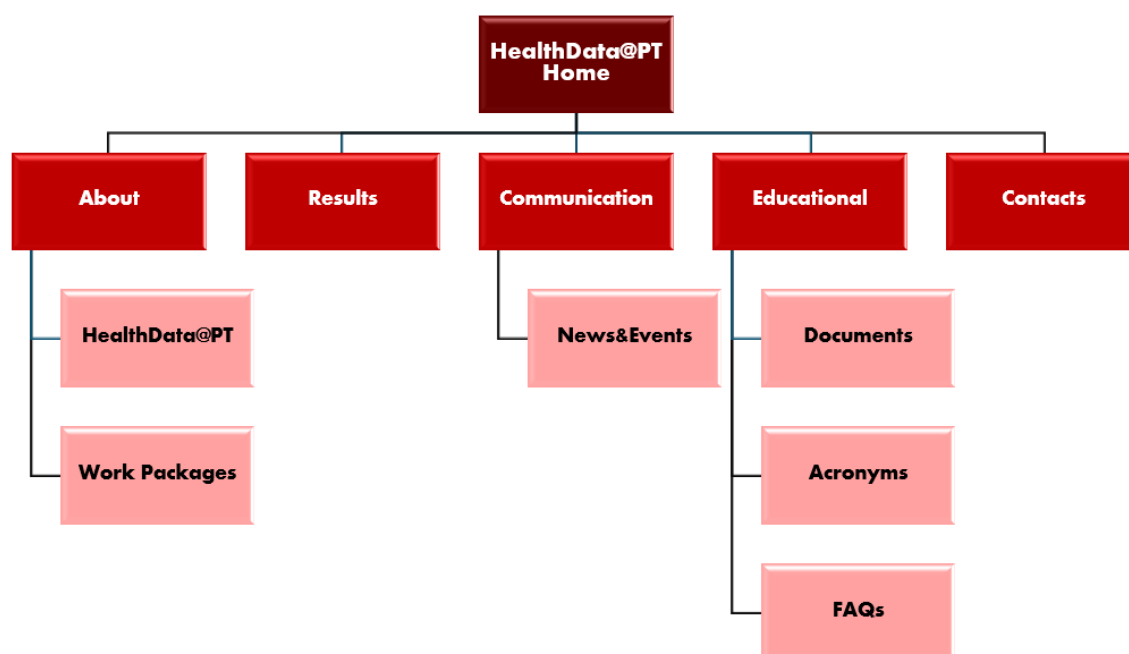 HealthData@PT
Home
About
Results
Communication
Educational
Contacts
HealthData@PT
News&Events
Documents
Work Packages
Acronyms
FAQs